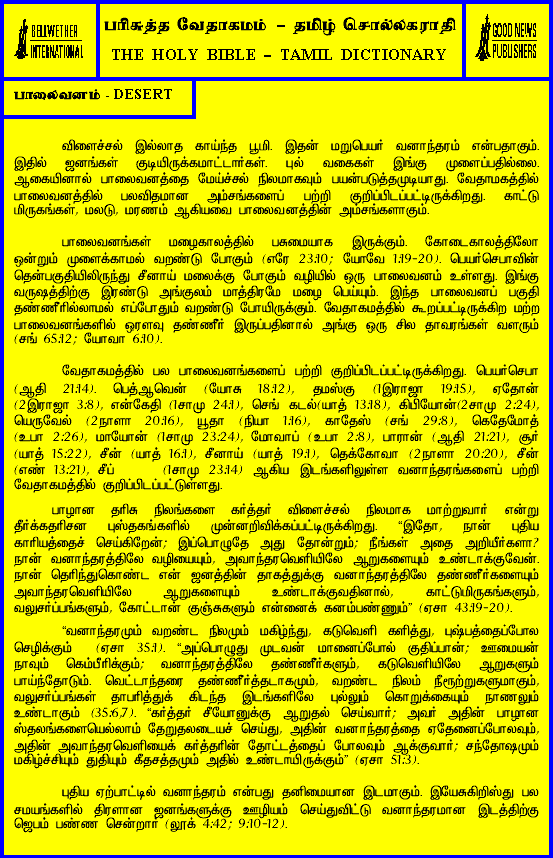 BELLWETHER
INTERNATIONAL
பரிசுத்த வேதாகமம் – தமிழ் சொல்லகராதி
THE HOLY BIBLE – TAMIL DICTIONARY
GOOD NEWS
PUBLISHERS
பாலைவனம் - DESERT
விளைச்சல் இல்லாத காய்ந்த பூமி. இதன் மறுபெயர் வனாந்தரம் என்பதாகும்.
இதில் ஜனங்கள் குடியிருக்கமாட்டார்கள். புல் வகைகள் இங்கு முளைப்பதில்லை.
ஆகையினால் பாலைவனத்தை மேய்ச்சல் நிலமாகவும் பயன்படுத்தமுடியாது. வேதாமகத்தில்
பாலைவனத்தில் பலவிதமான அம்சங்களைப் பற்றி குறிப்பிடப்பட்டிருக்கிறது. காட்டு
மிருகங்கள், மலடு, மரணம் ஆகியவை பாலைவனத்தின் அம்சங்களாகும்.
பாலைவனங்கள் மழைகாலத்தில் பசுமையாக இருக்கும். கோடைகாலத்திலோ
ஒன்றும் முளைக்காமல் வறண்டு போகும் (எரே 23:10; யோவே 1:19-20). பெயர்செபாவின்
தென்பகுதியிலிருந்து சீனாய் மலைக்கு போகும் வழியில் ஒரு பாலைவனம் உள்ளது. இங்கு
வருஷத்திற்கு இரண்டு அங்குலம் மாத்திரமே மழை பெய்யும். இந்த பாலைவனப் பகுதி
தண்ணீரில்லாமல் எப்போதும் வறண்டு போயிருக்கும். வேதாகமத்தில் கூறப்பட்டிருக்கிற மற்ற
பாலைவனங்களில் ஓரளவு தண்ணீர் இருப்பதினால் அங்கு ஒரு சில தாவரங்கள் வளரும்
(சங் 65:12; யோவா 6:10).
வேதாகமத்தில் பல பாலைவனங்களைப் பற்றி குறிப்பிடப்பட்டிருக்கிறது. பெயர்செபா
(ஆதி 21:14). பெத்ஆவென் (யோசு 18:12), தமஸ்கு (1இராஜா 19:15), ஏதோன்
(2இராஜா 3:8), என்கேதி (1சாமு 24:1), செங் கடல்(யாத் 13:18), கிபியோன்(2சாமு 2:24),
யெருவேல் (2நாளா 20:16), யூதா (நியா 1:16), காதேஸ் (சங் 29:8), கெதேமோத்
(உபா 2:26), மாயோன் (1சாமு 23:24), மோவாப் (உபா 2:8), பாரான் (ஆதி 21:21), சூர்
(யாத் 15:22), சீன் (யாத் 16:1), சீனாய் (யாத் 19:1), தெக்கோவா (2நாளா 20:20), சீன்
(எண் 13:21), சீப் (1சாமு 23:14) ஆகிய இடங்களிலுள்ள வனாந்தரங்களைப் பற்றி
வேதாகமத்தில் குறிப்பிடப்பட்டுள்ளது.
பாழான தரிசு நிலங்களை கர்த்தர் விளைச்சல் நிலமாக மாற்றுவார் என்று
தீர்க்கதரிசன புஸ்தகங்களில் முன்னறிவிக்கப்பட்டிருக்கிறது. “இதோ, நான் புதிய
காரியத்தைச் செய்கிறேன்; இப்பொழுதே அது தோன்றும்; நீங்கள் அதை அறியீர்களா?
நான் வனாந்தரத்திலே வழியையும், அவாந்தரவெளியிலே ஆறுகளையும் உண்டாக்குவேன்.
நான் தெரிந்துகொண்ட என் ஜனத்தின் தாகத்துக்கு வனாந்தரத்திலே தண்ணீர்களையும்
அவாந்தரவெளியிலே ஆறுகளையும் உண்டாக்குவதினால், காட்டுமிருகங்களும்,
வலுசர்ப்பங்களும், கோட்டான் குஞ்சுகளும் என்னைக் கனம்பண்ணும்” (ஏசா 43:19-20).
“வனாந்தரமும் வறண்ட நிலமும் மகிழ்ந்து, கடுவெளி களித்து, புஷ்பத்தைப்போல
செழிக்கும் (ஏசா 35:1). “அப்பொழுது முடவன் மானைப்போல் குதிப்பான்; ஊமையன்
நாவும் கெம்பீரிக்கும்; வனாந்தரத்திலே தண்ணீர்களும், கடுவெளியிலே ஆறுகளும்
பாய்ந்தோடும். வெட்டாந்தரை தண்ணீர்த்தடாகமும், வறண்ட நிலம் நீரூற்றுகளுமாகும்,
வலுசர்ப்பங்கள் தாபரித்துக் கிடந்த இடங்களிலே புல்லும் கொறுக்கையும் நாணலும்
உண்டாகும் (35:6,7). “கர்த்தர் சீயோனுக்கு ஆறுதல் செய்வார்; அவர் அதின் பாழான
ஸ்தலங்களையெல்லாம் தேறுதலடையச் செய்து, அதின் வனாந்தரத்தை ஏதேனைப்போலவும்,
அதின் அவாந்தரவெளியைக் கர்த்தரின் தோட்டத்தைப் போலவும் ஆக்குவார்; சந்தோஷமும்
மகிழ்ச்சியும் துதியும் கீதசத்தமும் அதில் உண்டாயிருக்கும்” (ஏசா 51:3).
புதிய ஏற்பாட்டில் வனாந்தரம் என்பது தனிமையான இடமாகும். இயேசுகிறிஸ்து பல
சமயங்களில் திரளான ஜனங்களுக்கு ஊழியம் செய்துவிட்டு வனாந்தரமான இடத்திற்கு
ஜெபம் பண்ண சென்றார் (லூக் 4:42; 9:10-12).